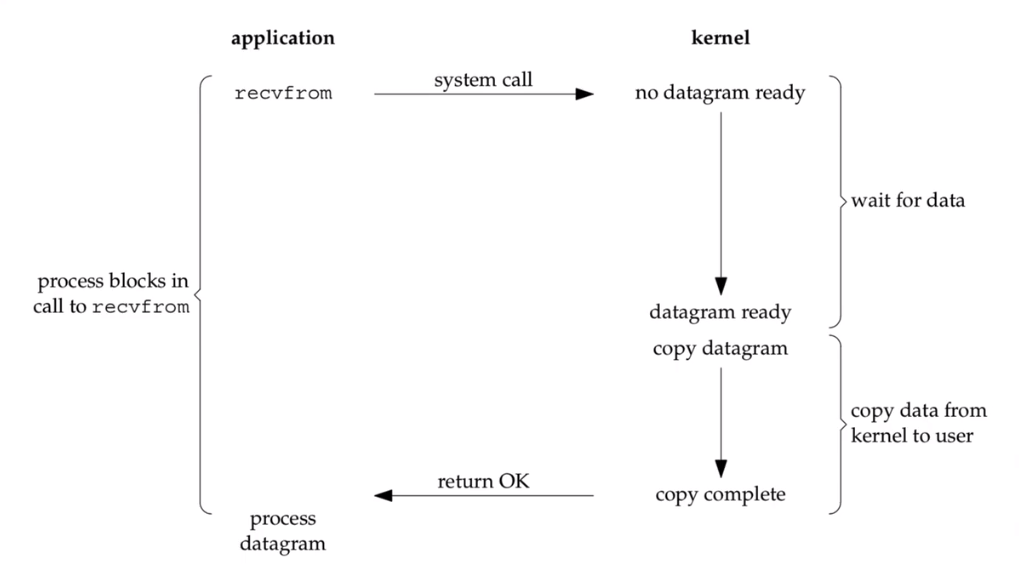 application
kernel
recvfrom
system call
no datagram ready
wait for data
process blocks in
call to recvfrom
datagram ready
copy datagram
copy data from
kernel to user
return OK
copy complete
process
datagram